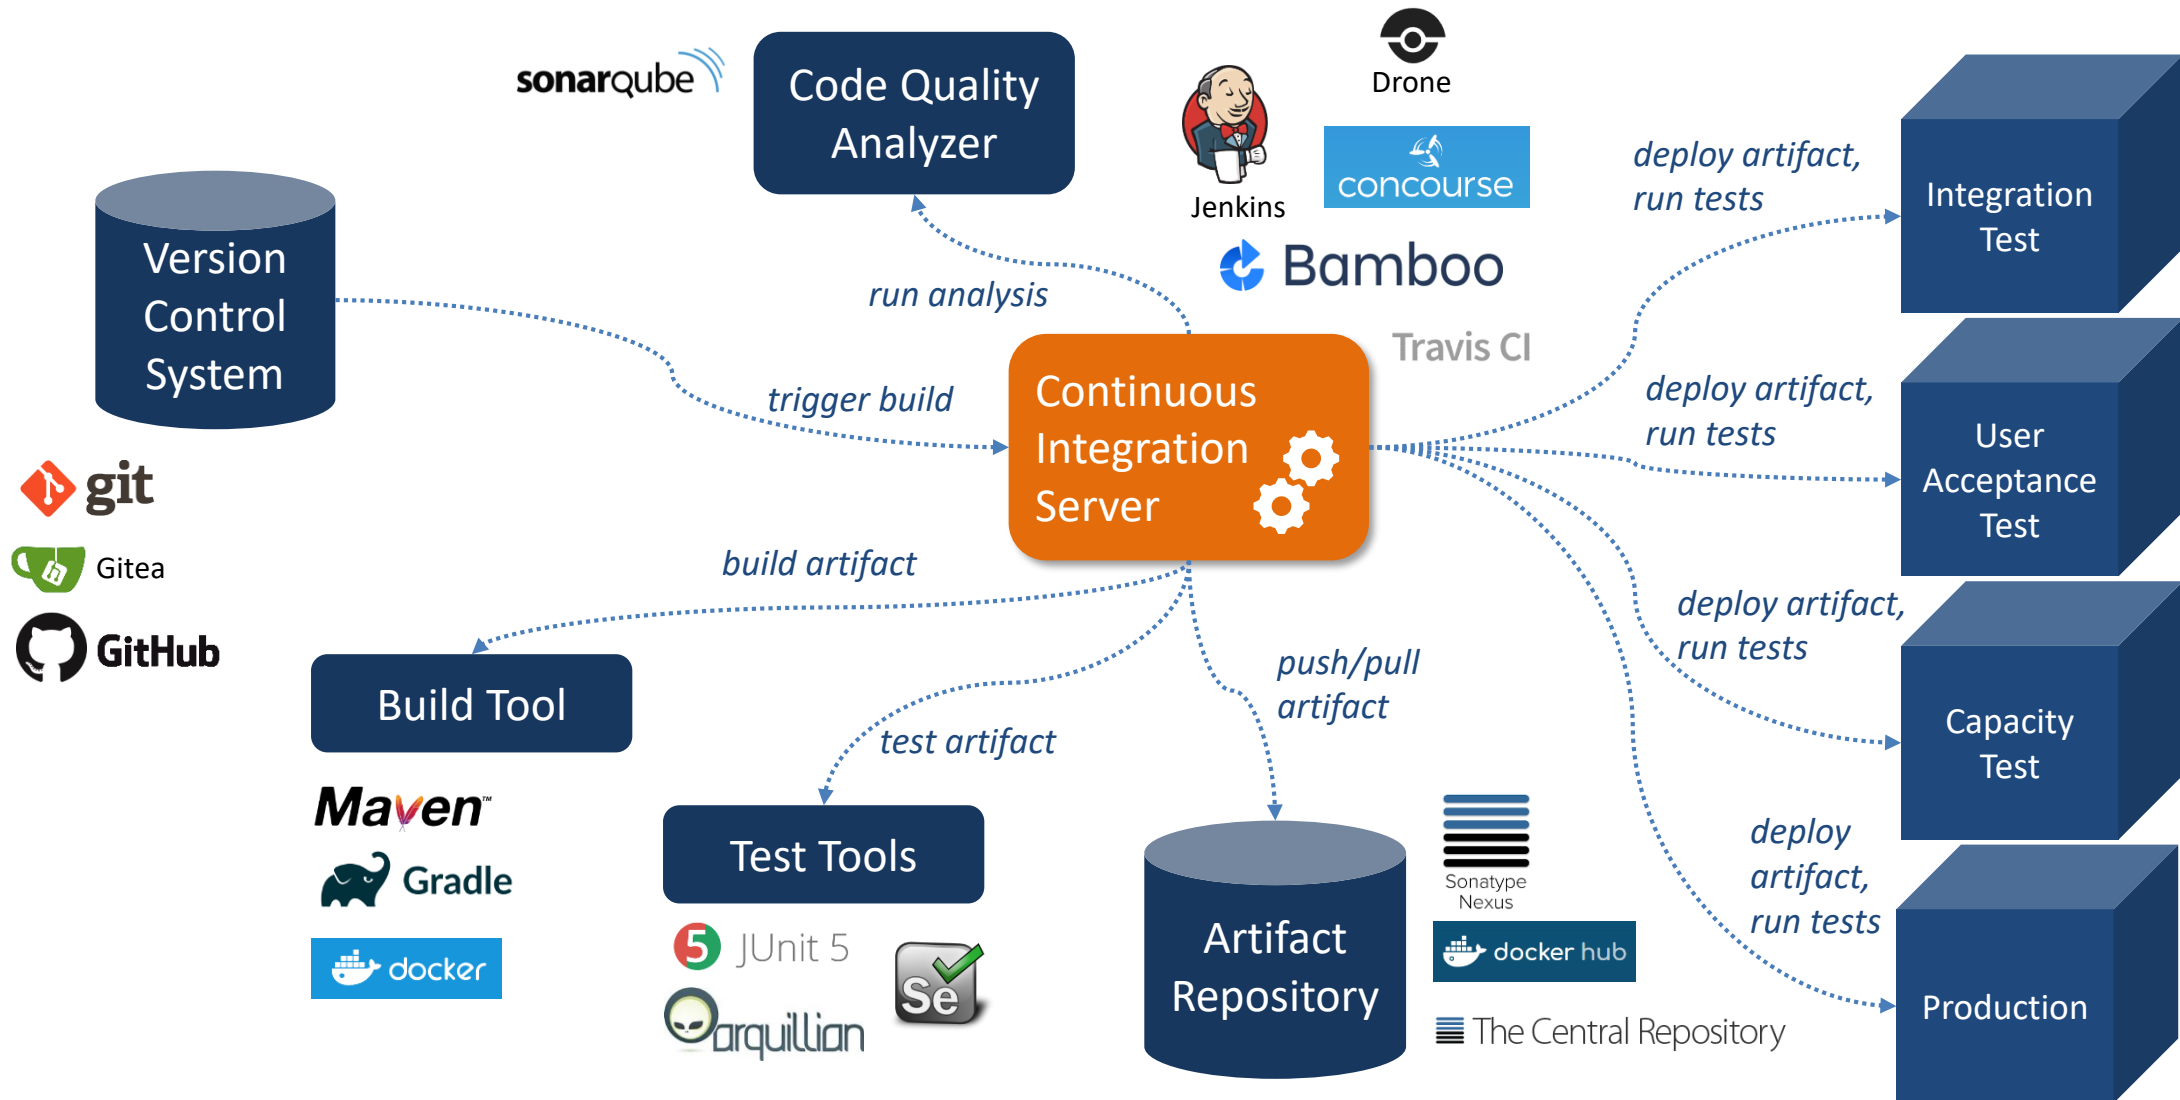 sonarqube
Code Quality
Analyzer
Drone
Jenkins
concourse
Bamboo
Travis CI
deploy artifact,
run tests
Integration
Test
Version
Control
System
run analysis
trigger build
Continuous
Integration
Server
deploy artifact,
run tests
User
Acceptance
Test
git
Gitea
GitHub
build artifact
Build Tool
Maven™
Gradle
docker
test artifact
Test Tools
5 JUnit 5
Se
arquillian
push/pull
artifact
Artifact
Repository
Sonatype
Nexus
docker hub
The Central Repository
deploy artifact,
run tests
Capacity
Test
deploy
artifact,
run tests
Production